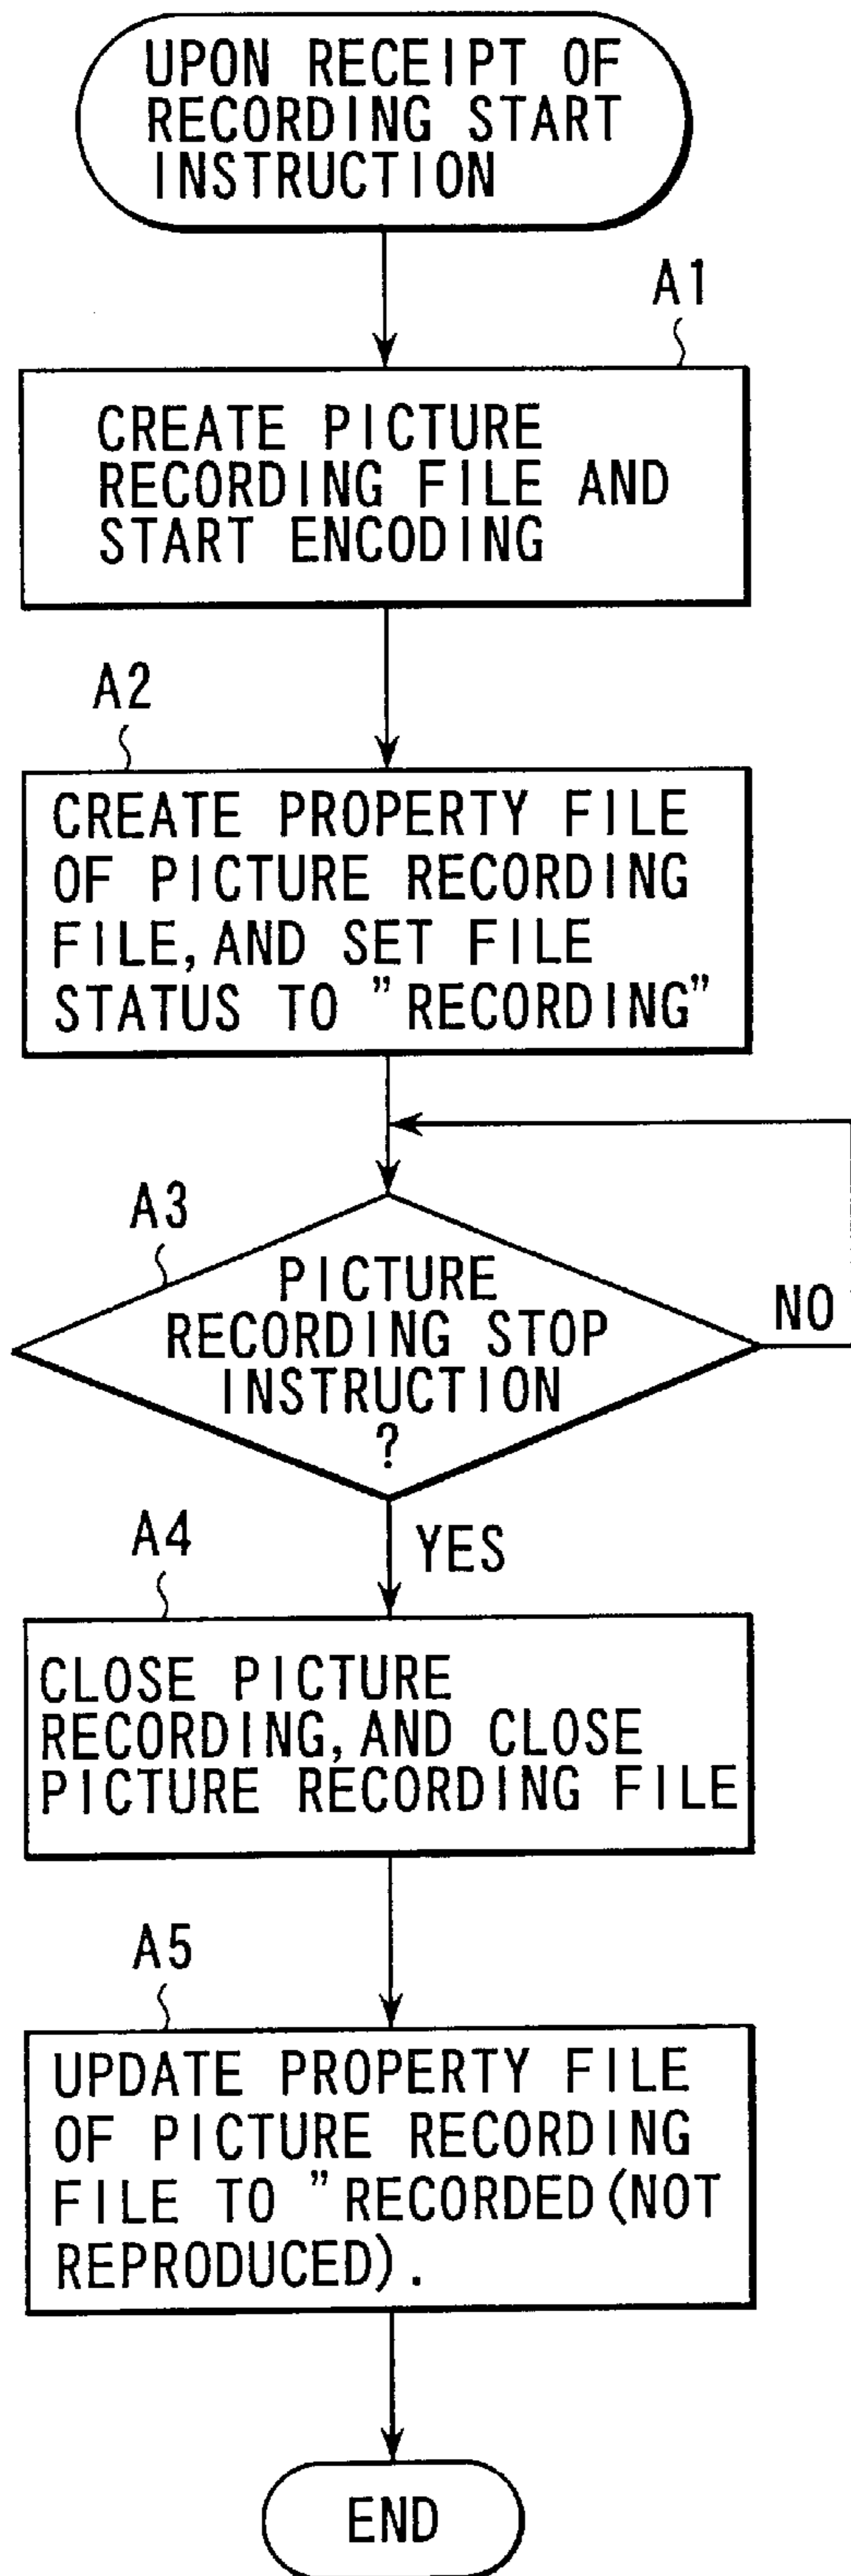 UPON RECEIPT OF
RECORDING START
INSTRUCTION
A1
CREATE PICTURE
RECORDING FILE AND
START ENCODING
A2
CREATE PROPERTY FILE
OF PICTURE RECORDING
FILE,AND SET FILE
STATUS TO "RECORDING"
A3
PICTURE
RECORDING STOP
INSTRUCTION
?
NO
YES
A4
CLOSE PICTURE
RECORDING,AND CLOSE
PICTURE RECORDING FILE
A5
UPDATE PROPERTY FILE
OF PICTURE RECORDING
FILE TO "RECORDED(NOT
REPRODUCED).
END